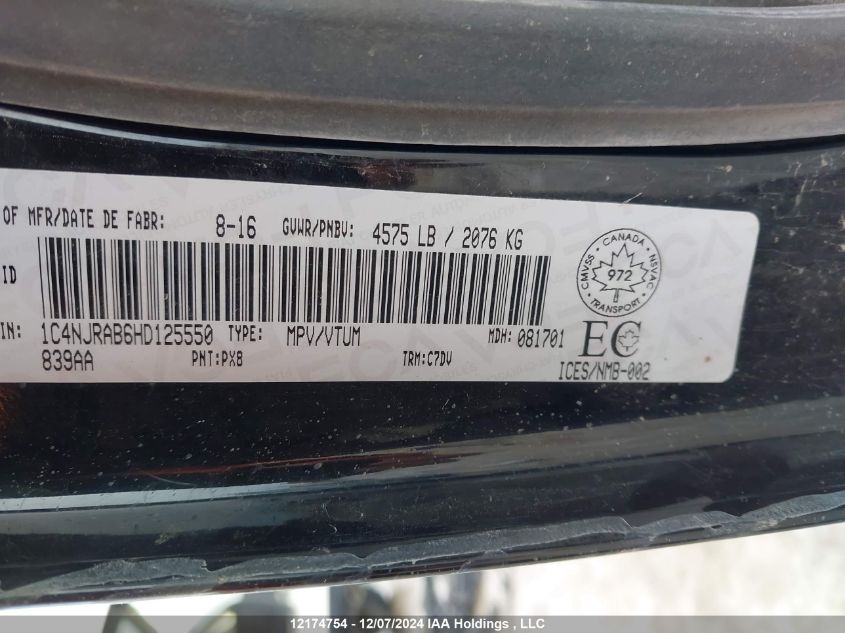 OF MFR/DATE DE FABR: 8-16 GVWR/PNBV: 4575 LB / 2076 KG
ID
IN: 1C4NJRAB6HD125550 TYPE: MPV/VTUM MDH: 081701
839AA PNT:PX8 TRM:C7DV
CANADA
CMVSS 972 NSVAC
TRANSPORT
EC
ICES/NMB-002
12174754 - 12/07/2024 IAA Holdings , LLC